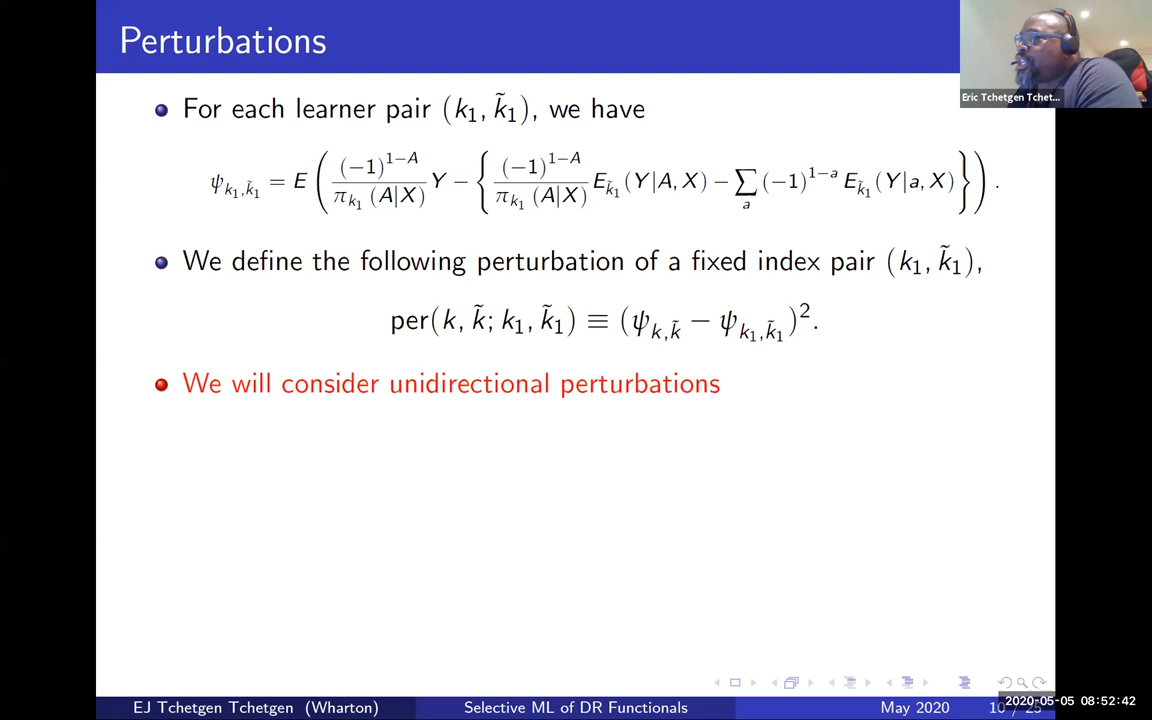 Perturbations
Eric Tchetgen Tchet...
For each learner pair (k₁, k̃₁), we have
ψ_{k₁,k̃₁} = E ( (−1)^{1−A} / π_{k₁} (A|X) Y − { (−1)^{1−A} / π_{k₁} (A|X) E_{k̃₁} (Y|A, X) − ∑_a (−1)^{1−a} E_{k̃₁} (Y|a, X) } ) .
We define the following perturbation of a fixed index pair (k₁, k̃₁),
per(k, k̃; k₁, k̃₁) ≡ (ψ_{k,k̃} − ψ_{k₁,k̃₁})².
We will consider unidirectional perturbations
EJ Tchetgen Tchetgen (Wharton) Selective ML of DR Functionals May 2020 10 / 25
2020-05-05 08:52:42